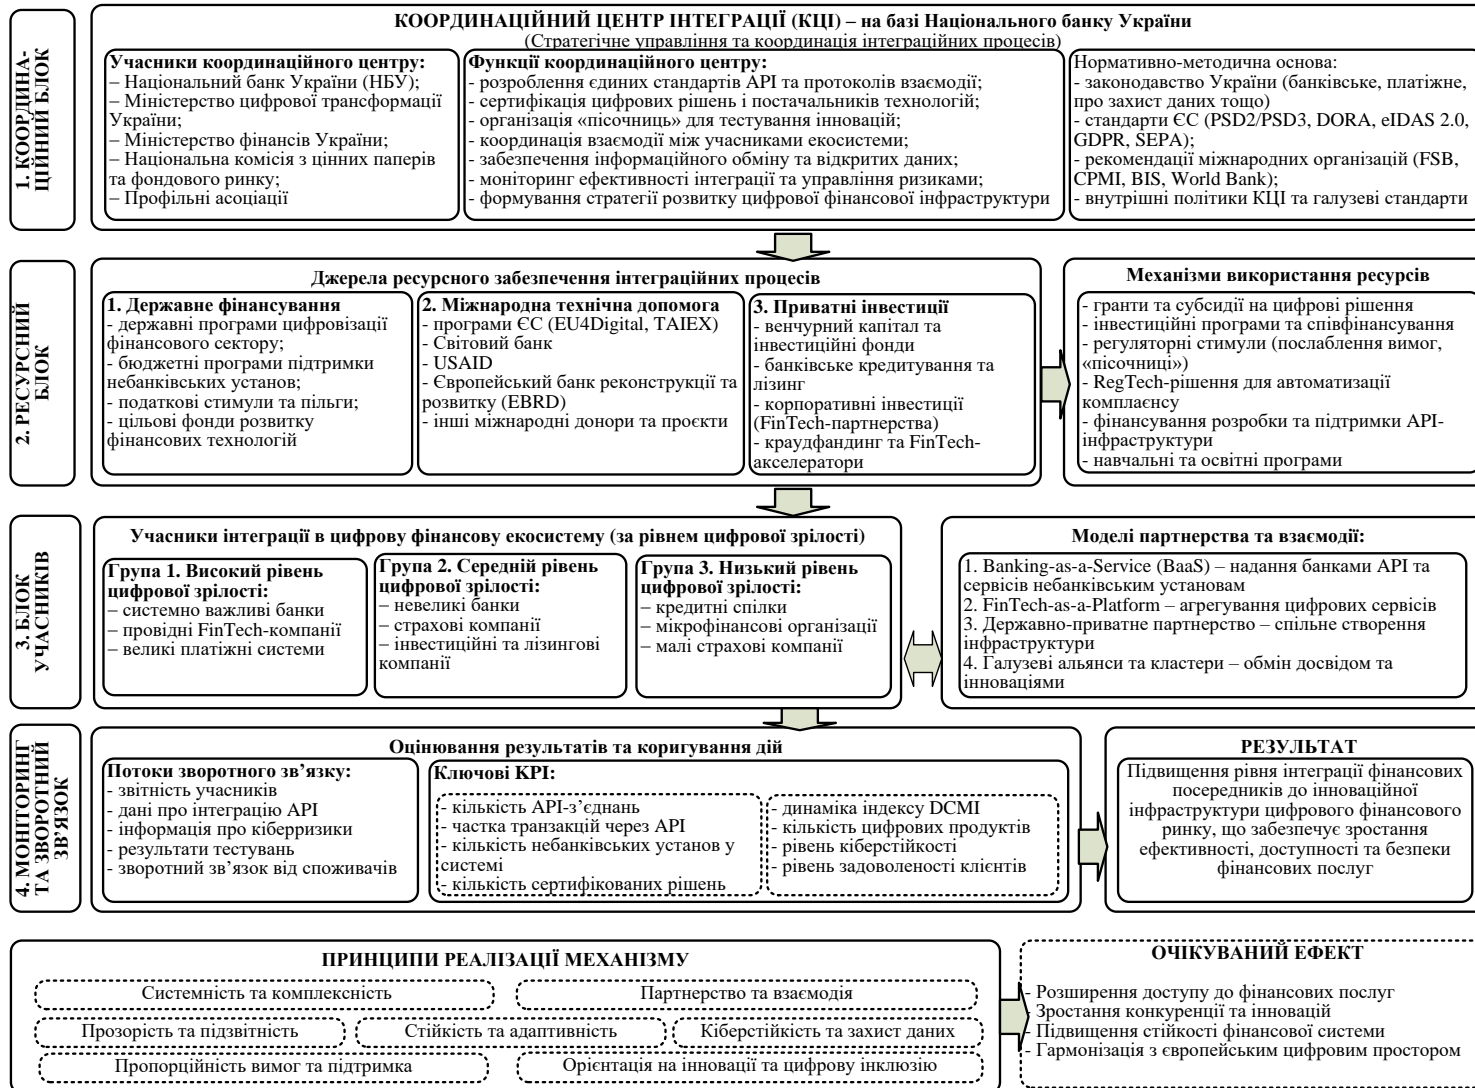 1. КООРДИНА-
ЦІЙНИЙ БЛОК
КООРДИНАЦІЙНИЙ ЦЕНТР ІНТЕГРАЦІЇ (КЦІ) – на базі Національного банку України
(Стратегічне управління та координація інтеграційних процесів)
Учасники координаційного центру:
– Національний банк України (НБУ);
– Міністерство цифрової трансформації
України;
– Міністерство фінансів України;
– Національна комісія з цінних паперів
та фондового ринку;
– Профільні асоціації
Функції координаційного центру:
- розроблення єдиних стандартів API та протоколів взаємодії;
- сертифікація цифрових рішень і постачальників технологій;
- організація «пісочниць» для тестування інновацій;
- координація взаємодії між учасниками екосистеми;
- забезпечення інформаційного обміну та відкритих даних;
- моніторинг ефективності інтеграції та управління ризиками;
- формування стратегії розвитку цифрової фінансової інфраструктури
Нормативно-методична основа:
- законодавство України (банківське, платіжне,
про захист даних тощо)
- стандарти ЄС (PSD2/PSD3, DORA, eIDAS 2.0,
GDPR, SEPA);
- рекомендації міжнародних організацій (FSB,
CPMI, BIS, World Bank);
- внутрішні політики КЦІ та галузеві стандарти
2. РЕСУРСНИЙ
БЛОК
Джерела ресурсного забезпечення інтеграційних процесів
1. Державне фінансування
- державні програми цифровізації
фінансового сектору;
- бюджетні програми підтримки
небанківських установ;
- податкові стимули та пільги;
- цільові фонди розвитку
фінансових технологій
2. Міжнародна технічна допомога
- програми ЄС (EU4Digital, TAIEX)
- Світовий банк
- USAID
- Європейський банк реконструкції та
розвитку (EBRD)
- інші міжнародні донори та проєкти
3. Приватні інвестиції
- венчурний капітал та
інвестиційні фонди
- банківське кредитування та
лізинг
- корпоративні інвестиції
(FinTech-партнерства)
- краудфандинг та FinTech-
акселератори
Механізми використання ресурсів
- гранти та субсидії на цифрові рішення
- інвестиційні програми та співфінансування
- регуляторні стимули (послаблення вимог,
«пісочниці»)
- RegTech-рішення для автоматизації
комплаєнсу
- фінансування розробки та підтримки API-
інфраструктури
- навчальні та освітні програми
3. БЛОК
УЧАСНИКІВ
Учасники інтеграції в цифрову фінансову екосистему (за рівнем цифрової зрілості)
Група 1. Високий рівень
цифрової зрілості:
– системно важливі банки
– провідні FinTech-компанії
– великі платіжні системи
Група 2. Середній рівень
цифрової зрілості:
– невеликі банки
– страхові компанії
– інвестиційні та лізингові
компанії
Група 3. Низький рівень
цифрової зрілості:
– кредитні спілки
– мікрофінансові організації
– малі страхові компанії
Моделі партнерства та взаємодії:
1. Banking-as-a-Service (BaaS) – надання банками API та
сервісів небанківським установам
2. FinTech-as-a-Platform – агрегування цифрових сервісів
3. Державно-приватне партнерство – спільне створення
інфраструктури
4. Галузеві альянси та кластери – обмін досвідом та
інноваціями
4. МОНІТОРИНГ
ТА ЗВОРОТНИЙ
ЗВ’ЯЗОК
Оцінювання результатів та коригування дій
Потоки зворотного зв’язку:
- звітність учасників
- дані про інтеграцію API
- інформація про кіберризики
- результати тестувань
- зворотний зв’язок від споживачів
Ключові KPI:
- кількість API-з’єднань
- частка транзакцій через API
- кількість небанківських установ у
системі
- кількість сертифікованих рішень
- динаміка індексу DCMI
- кількість цифрових продуктів
- рівень кіберстійкості
- рівень задоволеності клієнтів
РЕЗУЛЬТАТ
Підвищення рівня інтеграції фінансових
посередників до інноваційної
інфраструктури цифрового фінансового
ринку, що забезпечує зростання
ефективності, доступності та безпеки
фінансових послуг
ПРИНЦИПИ РЕАЛІЗАЦІЇ МЕХАНІЗМУ
Системність та комплексність
Партнерство та взаємодія
Прозорість та підзвітність
Стійкість та адаптивність
Кіберстійкість та захист даних
Пропорційність вимог та підтримка
Орієнтація на інновації та цифрову інклюзію
ОЧІКУВАНИЙ ЕФЕКТ
- Розширення доступу до фінансових послуг
- Зростання конкуренції та інновацій
- Підвищення стійкості фінансової системи
- Гармонізація з європейським цифровим простором